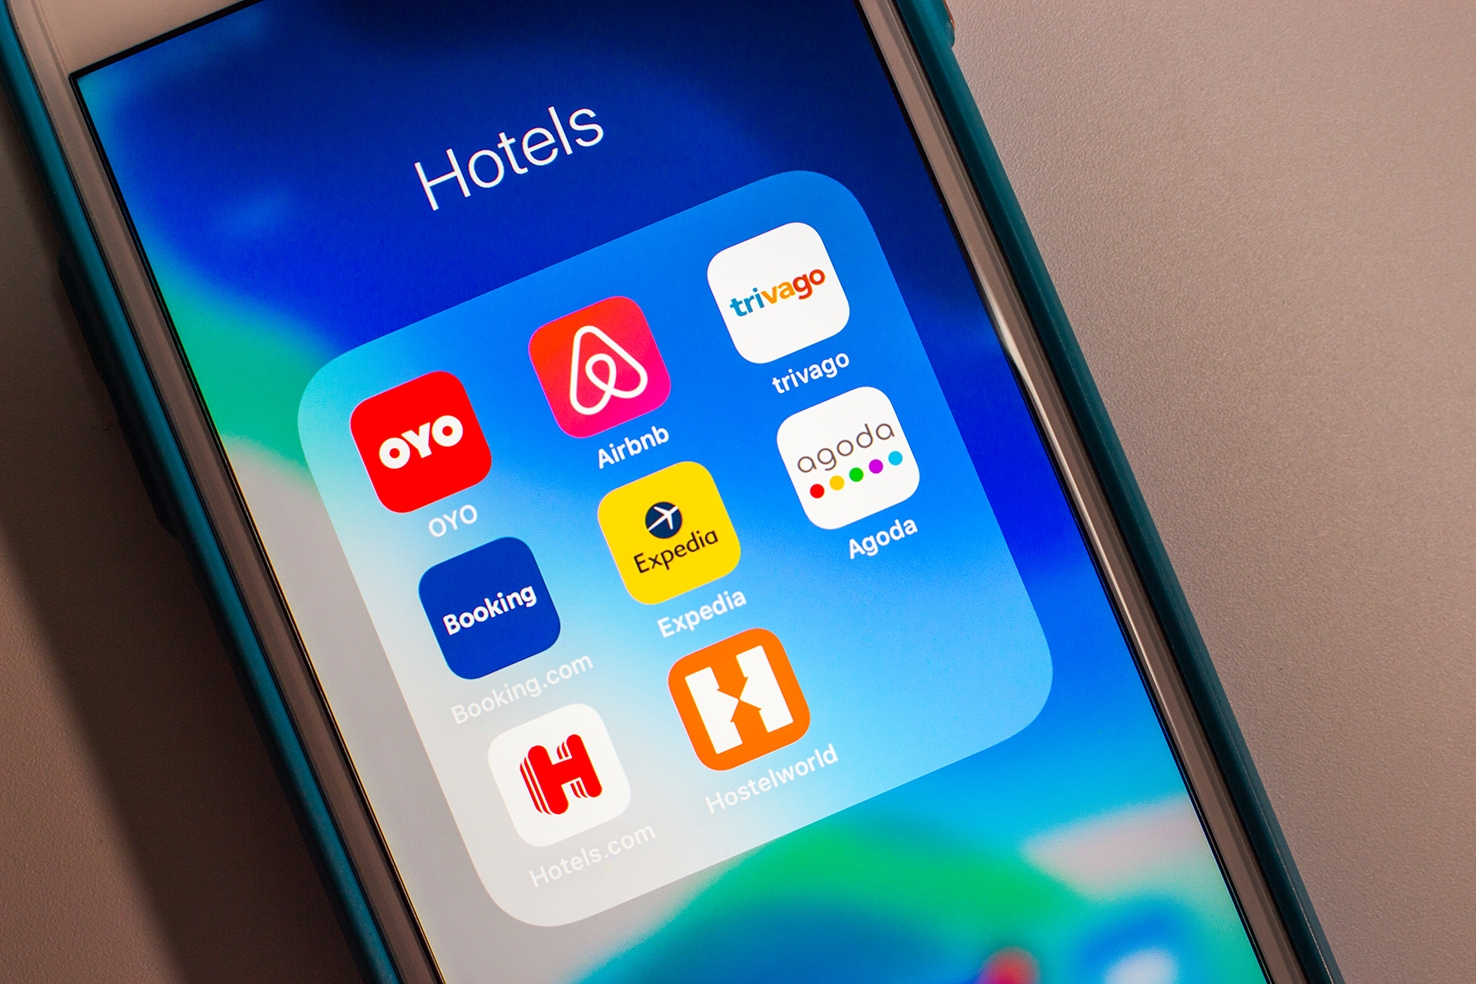 Hotels
OYO
OYO
Airbnb
trivago
trivago
Booking
Booking.com
Expedia
Expedia
agoda
Agoda
H
Hotels.com
H
Hostelworld